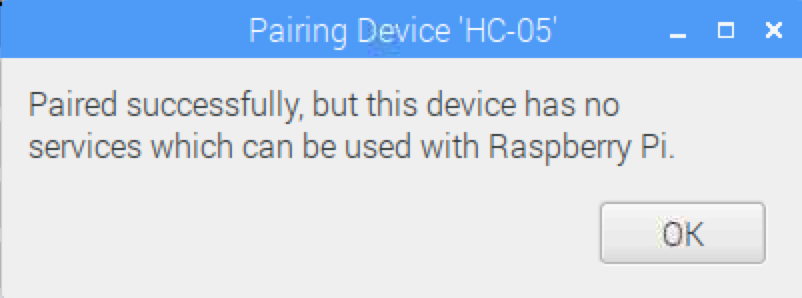 Pairing Device 'HC-05'
Paired successfully, but this device has no
services which can be used with Raspberry Pi.
OK